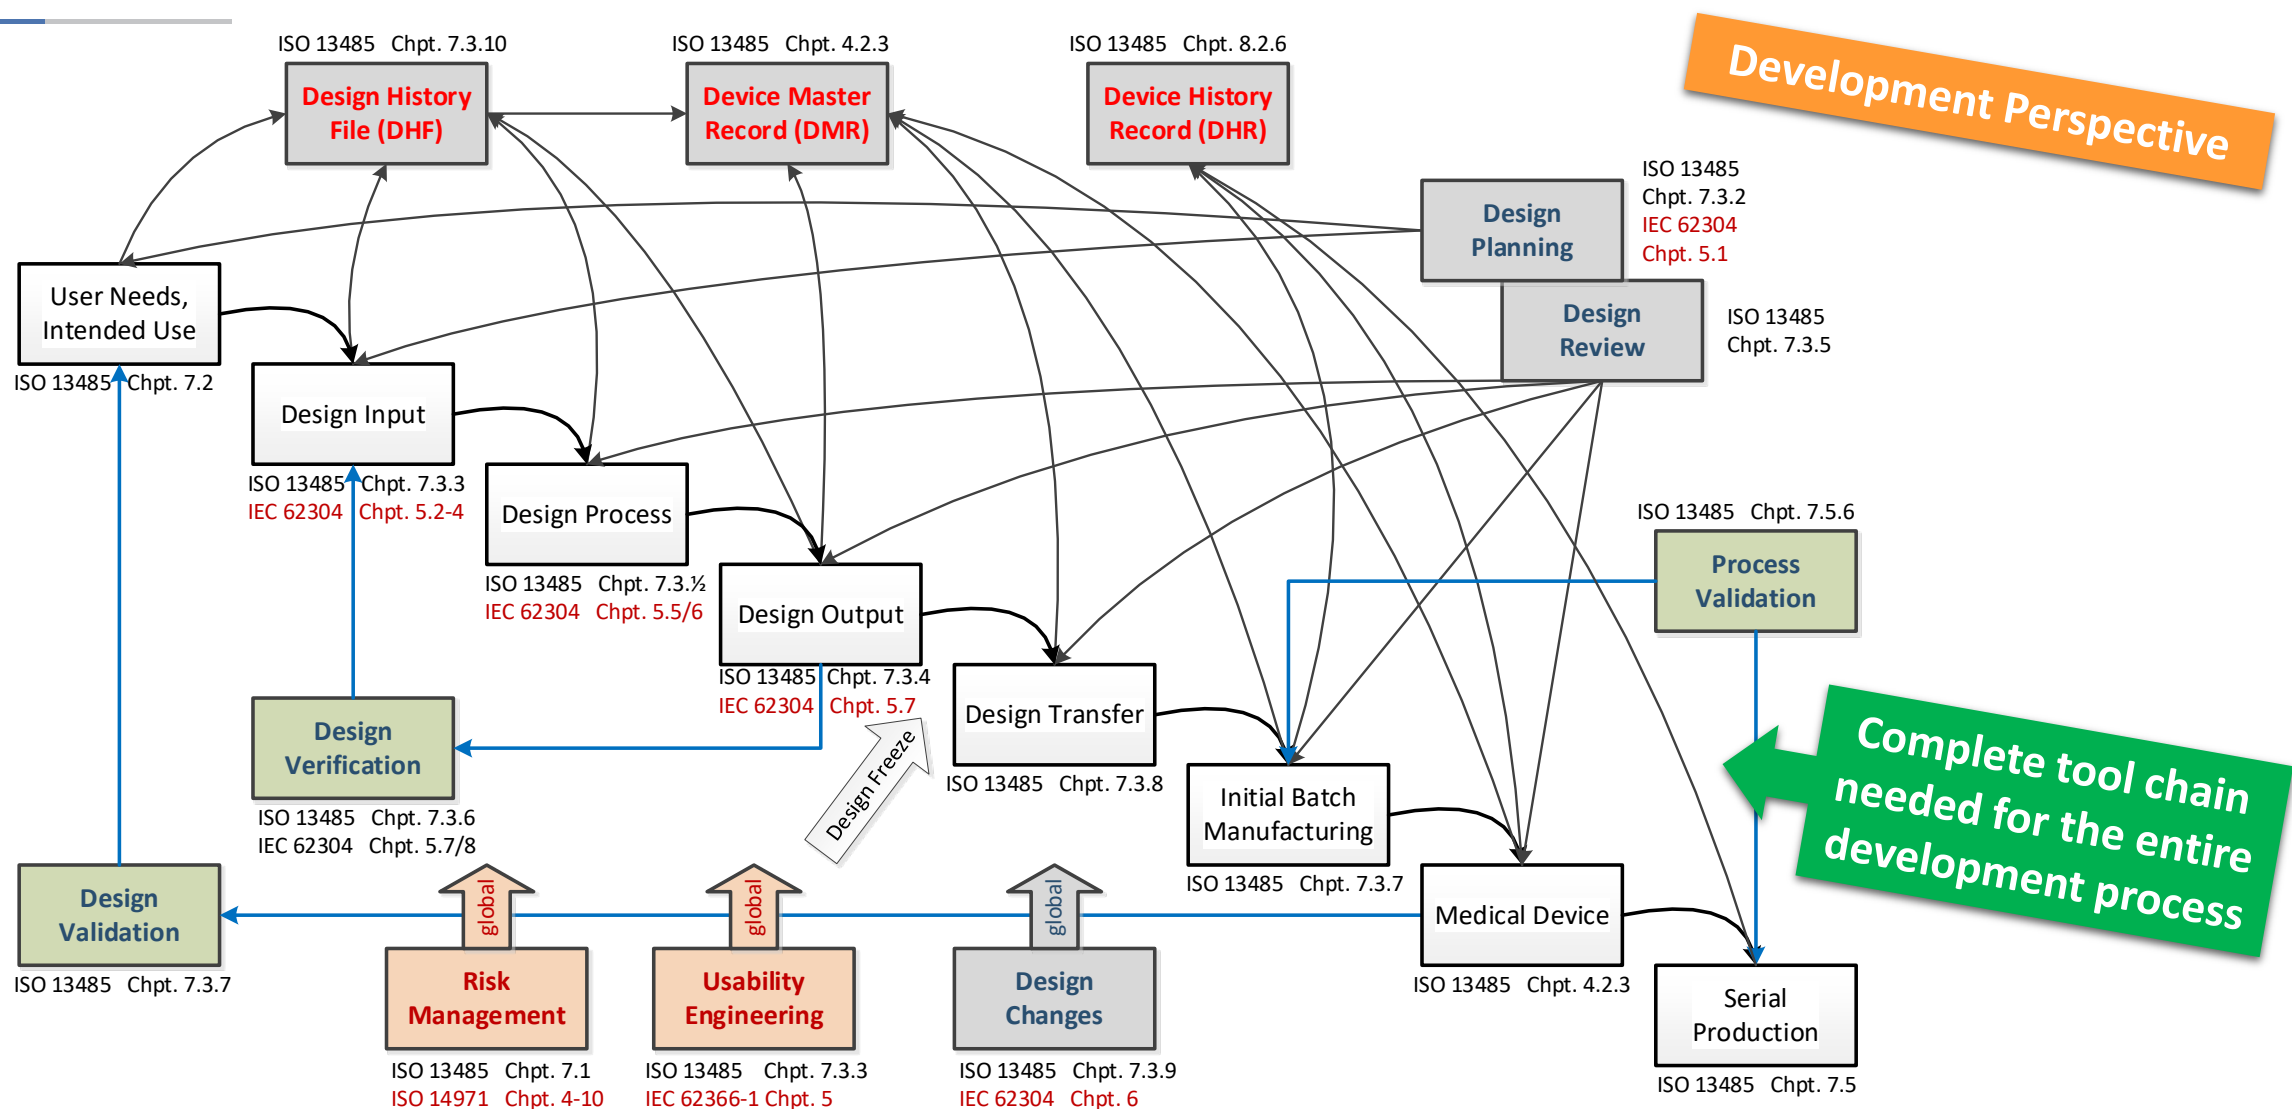 ISO 13485 Chpt. 7.3.10
Design History
File (DHF)
ISO 13485 Chpt. 4.2.3
Device Master
Record (DMR)
ISO 13485 Chpt. 8.2.6
Device History
Record (DHR)
Development Perspective
Design
Planning
ISO 13485
Chpt. 7.3.2
IEC 62304
Chpt. 5.1
Design
Review
ISO 13485
Chpt. 7.3.5
User Needs,
Intended Use
ISO 13485 Chpt. 7.2
Design Input
ISO 13485 Chpt. 7.3.3
IEC 62304 Chpt. 5.2-4
Design Process
ISO 13485 Chpt. 7.3.½
IEC 62304 Chpt. 5.5/6
Design Output
ISO 13485 Chpt. 7.3.4
IEC 62304 Chpt. 5.7
Design Freeze
Design Transfer
ISO 13485 Chpt. 7.3.8
ISO 13485 Chpt. 7.5.6
Process
Validation
Initial Batch
Manufacturing
ISO 13485 Chpt. 7.3.7
Medical Device
ISO 13485 Chpt. 4.2.3
Serial
Production
ISO 13485 Chpt. 7.5
Complete tool chain
needed for the entire
development process
Design
Verification
ISO 13485 Chpt. 7.3.6
IEC 62304 Chpt. 5.7/8
Design
Validation
ISO 13485 Chpt. 7.3.7
global
Risk
Management
ISO 13485 Chpt. 7.1
ISO 14971 Chpt. 4-10
global
Usability
Engineering
ISO 13485 Chpt. 7.3.3
IEC 62366-1 Chpt. 5
global
Design
Changes
ISO 13485 Chpt. 7.3.9
IEC 62304 Chpt. 6